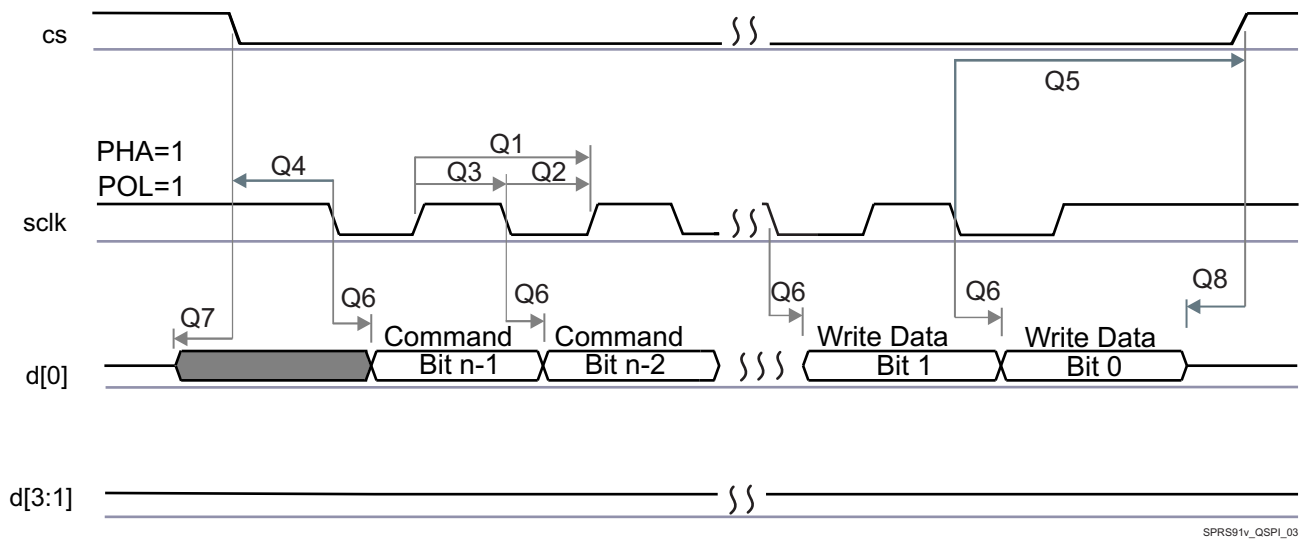 cs
Q5
PHA=1
POL=1
Q4
Q1
Q3 Q2
sclk
Q7
Q6
Q6
Q6
Q6
Q8
Command
Command
Write Data
Write Data
d[0]
Bit n-1
Bit n-2
Bit 1
Bit 0
d[3:1]
SPRS91v_QSPI_03